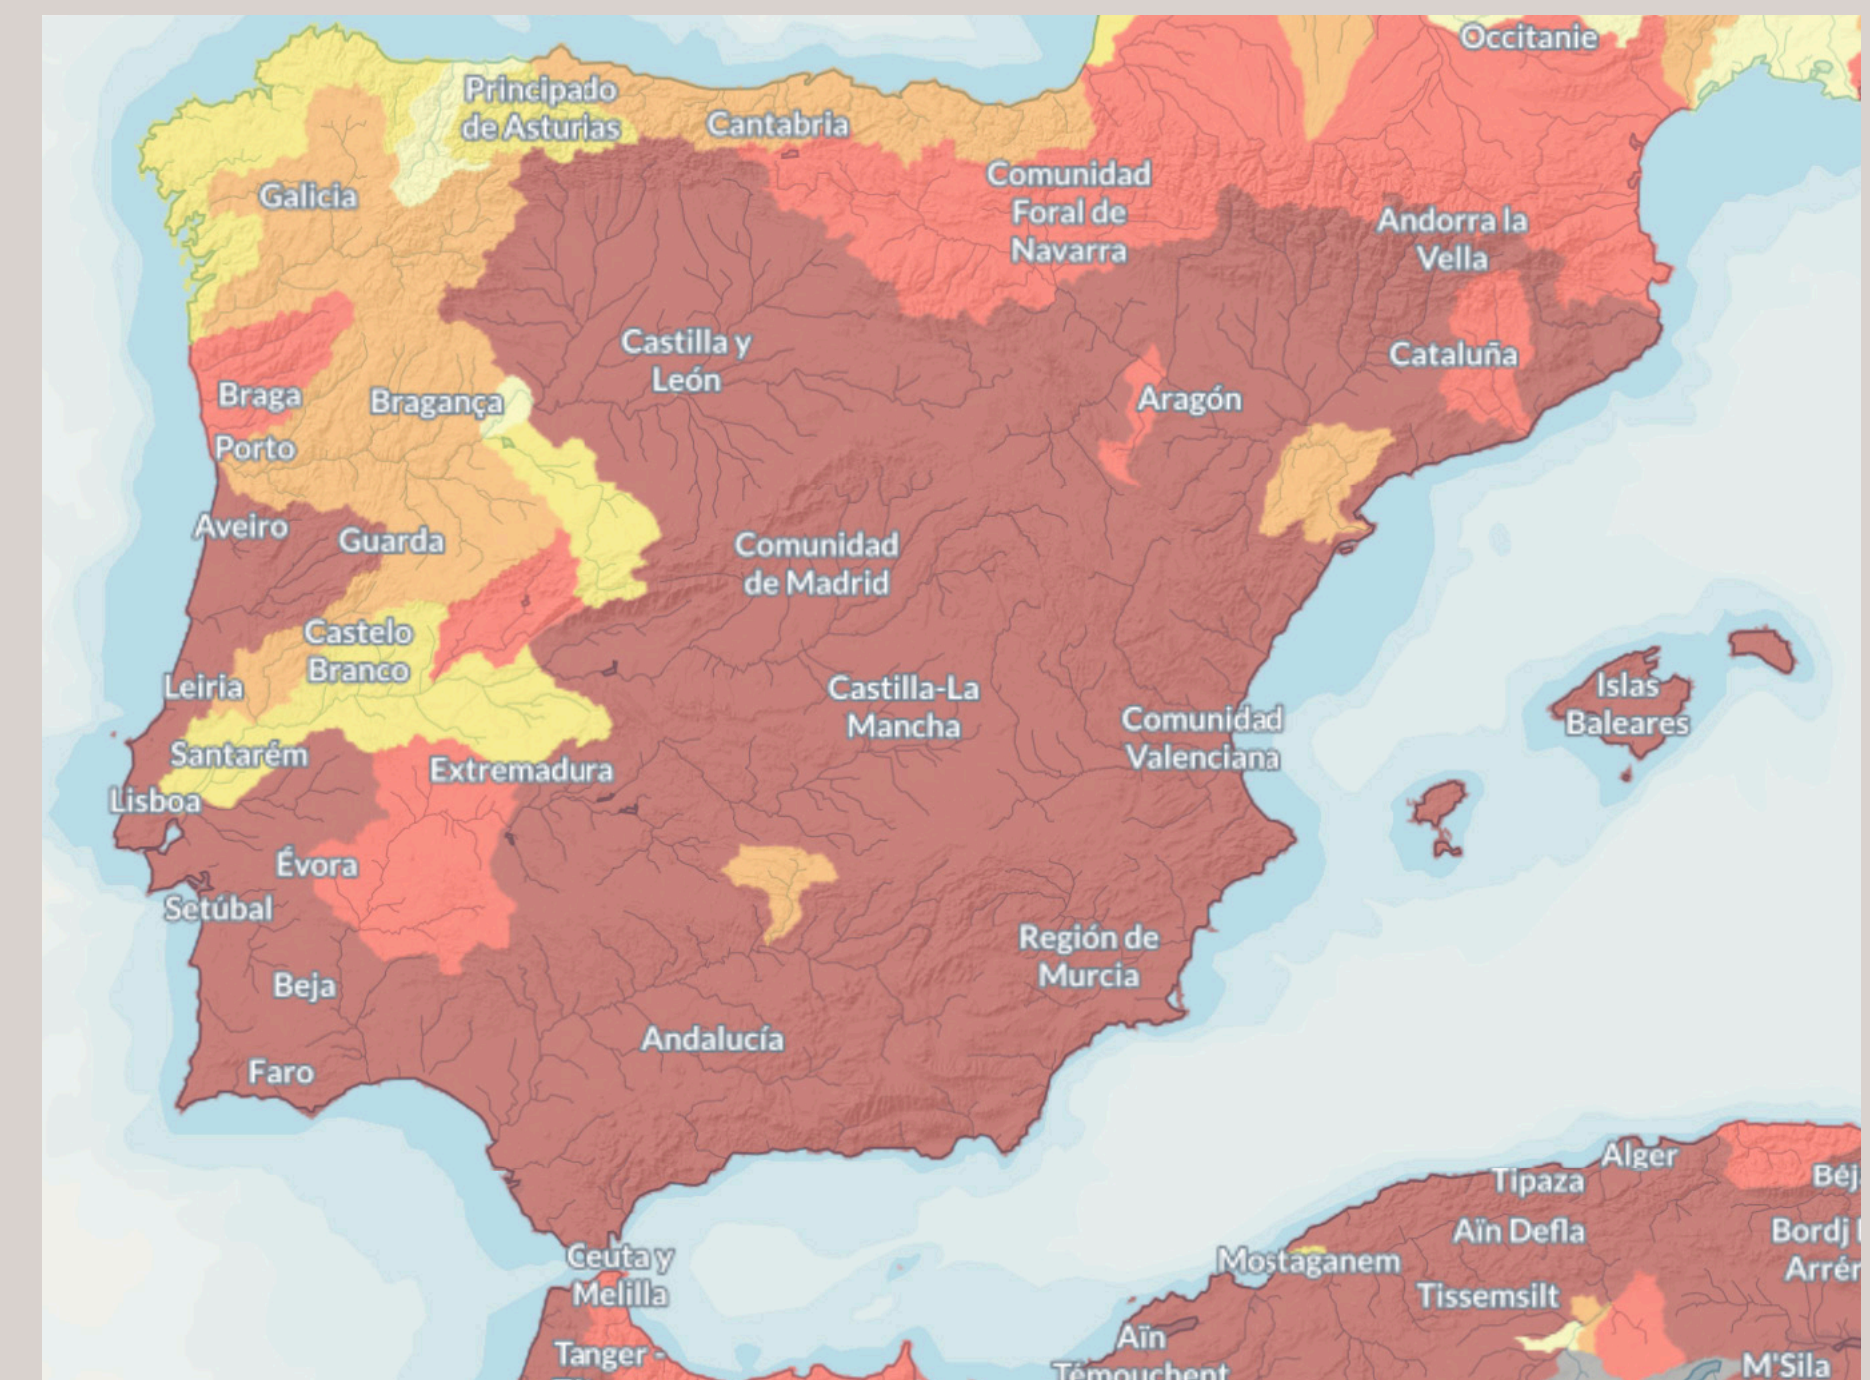 Occitanie
Principado
de Asturias
Cantabria
Comunidad
Foral de
Navarra
Galicia
Andorra la
Vella
Castilla y
León
Cataluña
Braga
Bragança
Aragón
Porto
Aveiro
Guarda
Comunidad
de Madrid
Castelo
Branco
Leiria
Castilla-La
Mancha
Islas
Baleares
Comunidad
Valenciana
Santarém
Extremadura
Lisboa
Évora
Setúbal
Región de
Murcia
Beja
Andalucía
Faro
Alger
Tipaza
Béj
Aïn Defla
Bordj
Arrér
Ceuta y
Melilla
Mostaganem
Tissemsilt
Aïn
Témouchent
Tanger -
M'Sila